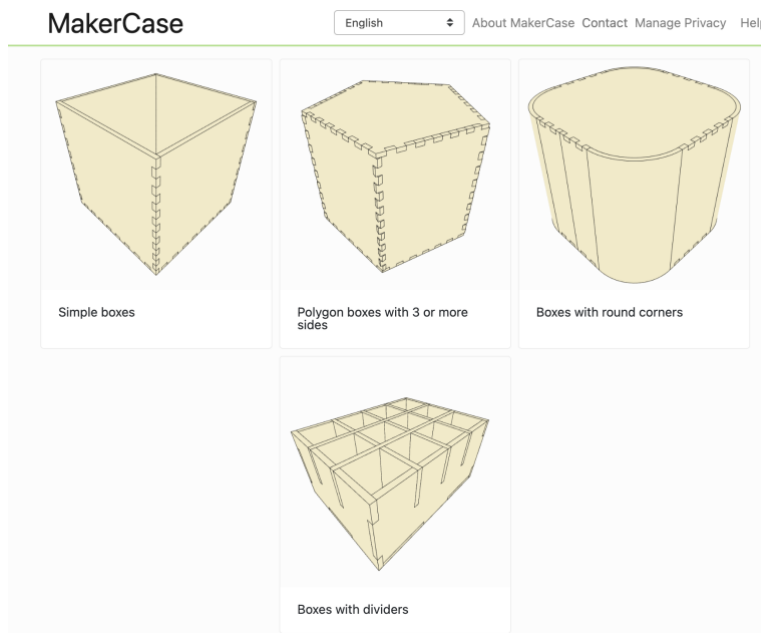 MakerCase
English
About MakerCase Contact Manage Privacy
Simple boxes
Polygon boxes with 3 or more
sides
Boxes with round corners
Boxes with dividers